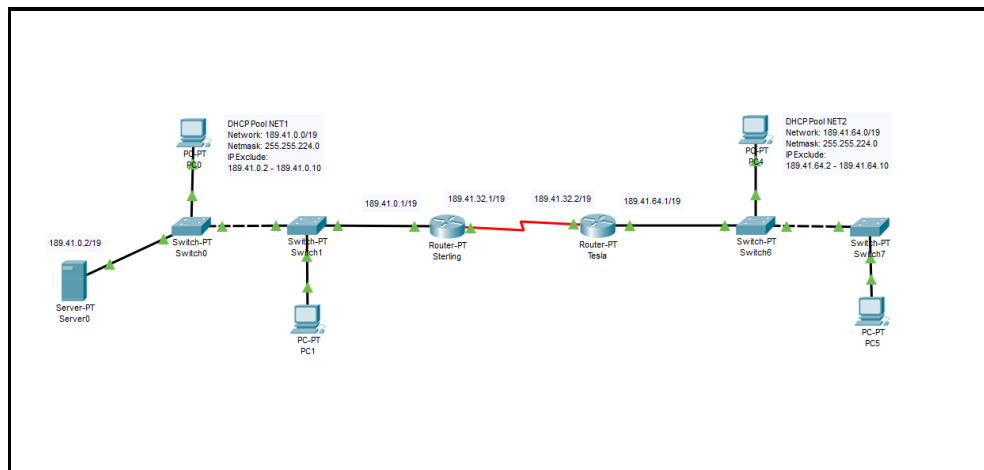 DHCP Pool NET1
Network: 189.41.0.0/19
Netmask: 255.255.224.0
IP Exclude:
189.41.0.2 - 189.41.0.10
PC-PT
PC0
DHCP Pool NET2
Network: 189.41.64.0/19
Netmask: 255.255.224.0
IP Exclude:
189.41.64.2 - 189.41.64.10
PC-PT
PC4
189.41.0.1/19
189.41.32.1/19
189.41.32.2/19
189.41.64.1/19
189.41.0.2/19
Switch-PT
Switch0
Switch-PT
Switch1
Router-PT
Sterling
Router-PT
Tesla
Switch-PT
Switch6
Switch-PT
Switch7
Server-PT
Server0
PC-PT
PC1
PC-PT
PC5